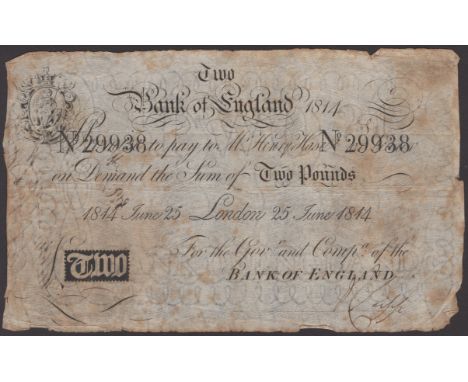 Two
Bank of England 1814
No 29938 to pay to Mr. Henry Hase No 29938
on Demand the Sum of Two Pounds
1814 June 25 London 25 June 1814
For the Govr. and Compa. of the
Two
BANK OF ENGLAND